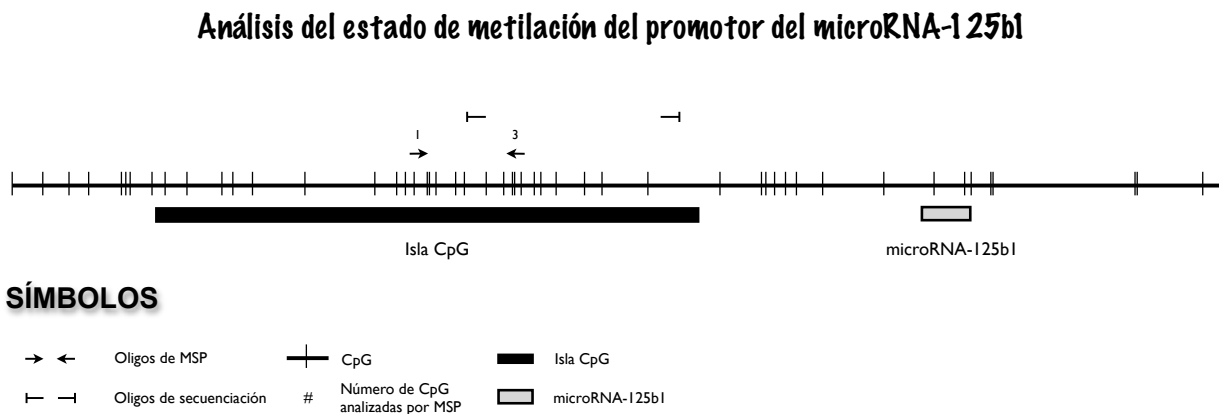 Análisis del estado de metilación del promotor del microRNA-125b1
1
3
Isla CpG
microRNA-125b1
SÍMBOLOS
Oligos de MSP
CpG
Isla CpG
Oligos de secuenciación
#
Número de CpG
analizadas por MSP
microRNA-125b1